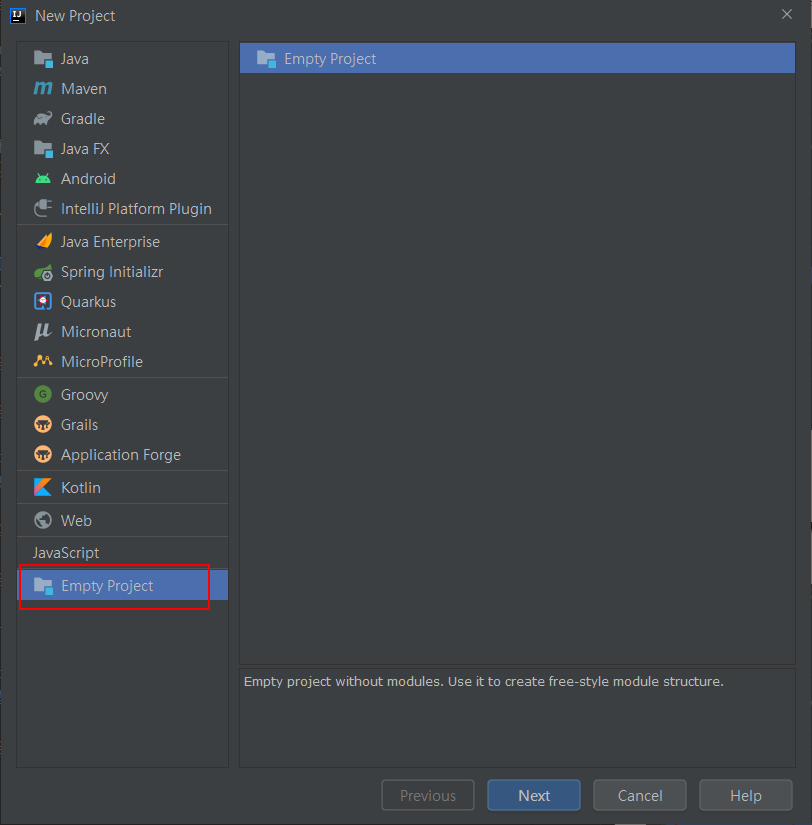 New Project
Java
Maven
Gradle
Java FX
Android
IntelliJ Platform Plugin
Java Enterprise
Spring Initializr
Quarkus
Micronaut
MicroProfile
Groovy
Grails
Application Forge
Kotlin
Web
JavaScript
Empty Project
Empty Project
Empty project without modules. Use it to create free-style module structure.
Previous Next Cancel Help